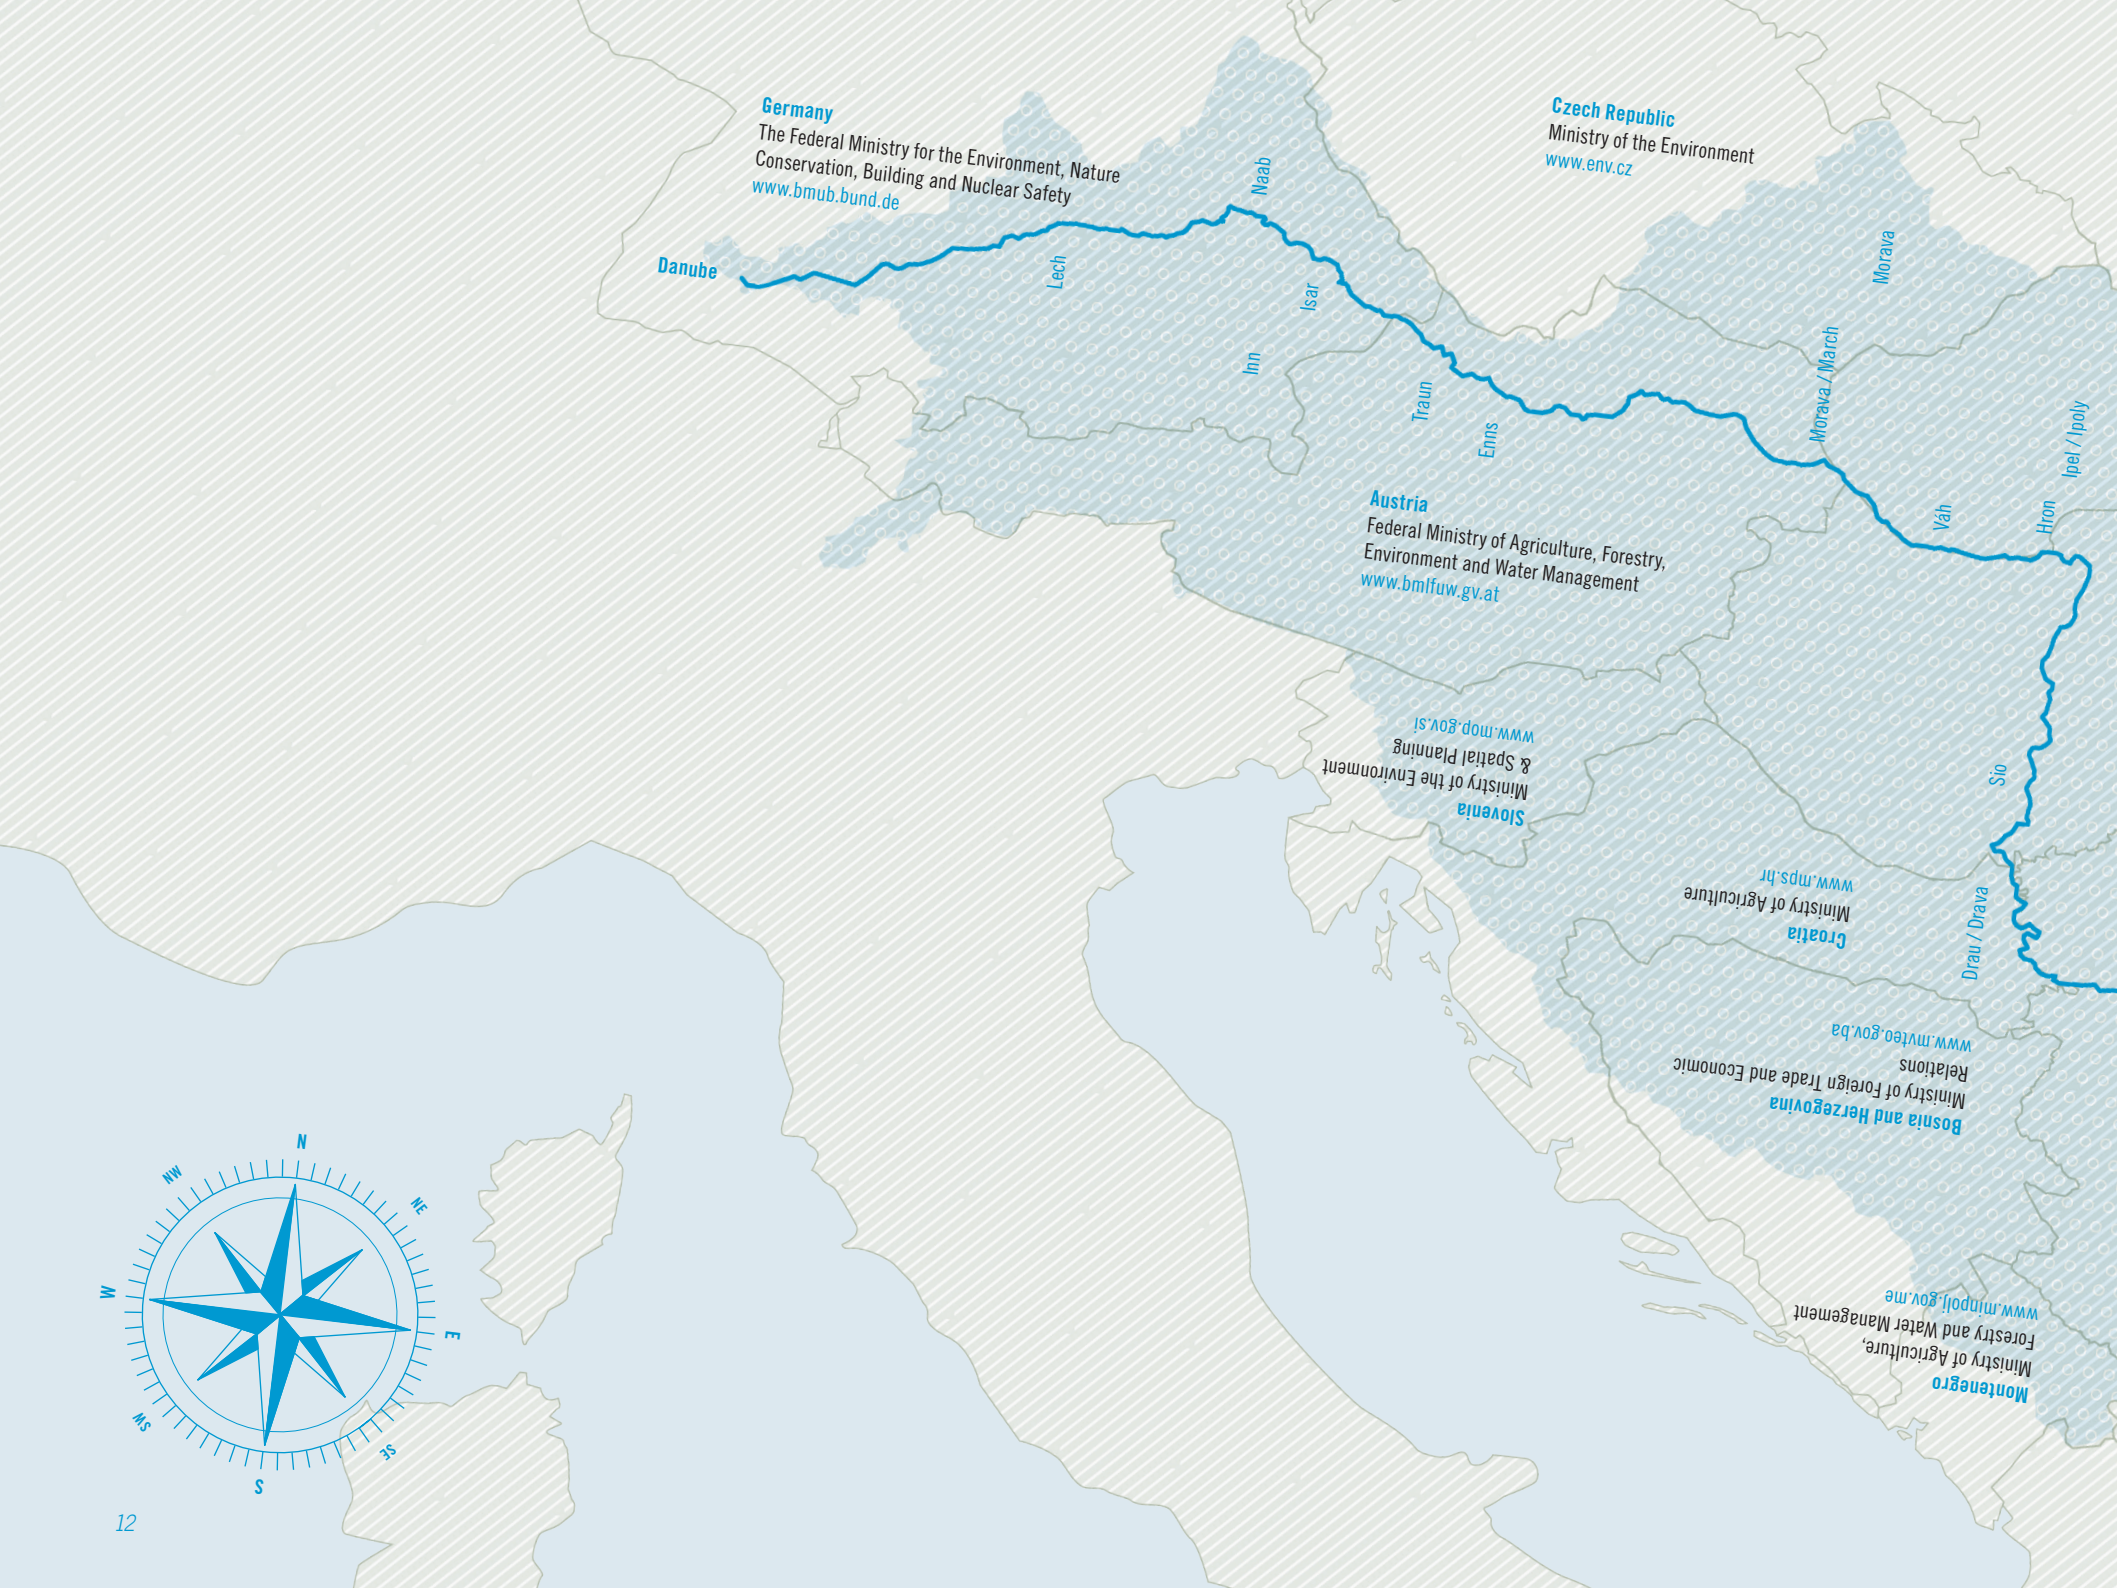 Germany
The Federal Ministry for the Environment, Nature
Conservation, Building and Nuclear Safety
www.bmub.bund.de
Czech Republic
Ministry of the Environment
www.env.cz
Danube
Lech
Naab
Isar
Inn
Traun
Enns
Morava
Morava / March
Váh
Hron
Ipel / Ipoly
Austria
Federal Ministry of Agriculture, Forestry,
Environment and Water Management
www.bmlfuw.gv.at
Slovenia
Ministry of the Environment
& Spatial Planning
www.mop.gov.si
Sio
Croatia
Ministry of Agriculture
www.mps.hr
Drau / Drava
Bosnia and Herzegovina
Ministry of Foreign Trade and Economic
Relations
www.mvteo.gov.ba
Montenegro
Ministry of Agriculture,
Forestry and Water Management
www.minpolj.gov.me
N
NE
E
SE
S
SW
W
NW
12